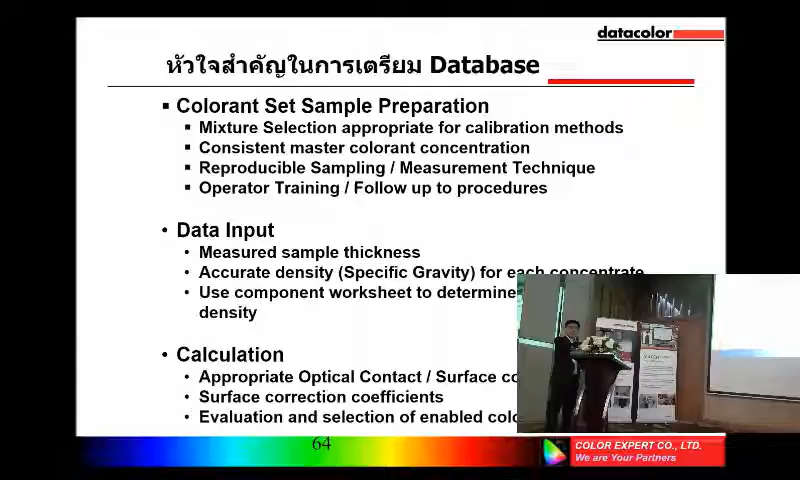 datacolor
หัวใจสำคัญในการเตรียม Database
▪ Colorant Set Sample Preparation
▪ Mixture Selection appropriate for calibration methods
▪ Consistent master colorant concentration
▪ Reproducible Sampling / Measurement Technique
▪ Operator Training / Follow up to procedures
• Data Input
• Measured sample thickness
• Accurate density (Specific Gravity) for each concentrate
• Use component worksheet to determine
density
• Calculation
• Appropriate Optical Contact / Surface
• Surface correction coefficients
• Evaluation and selection of enabled
64
COLOR EXPERT CO., LTD.
We are Your Partners